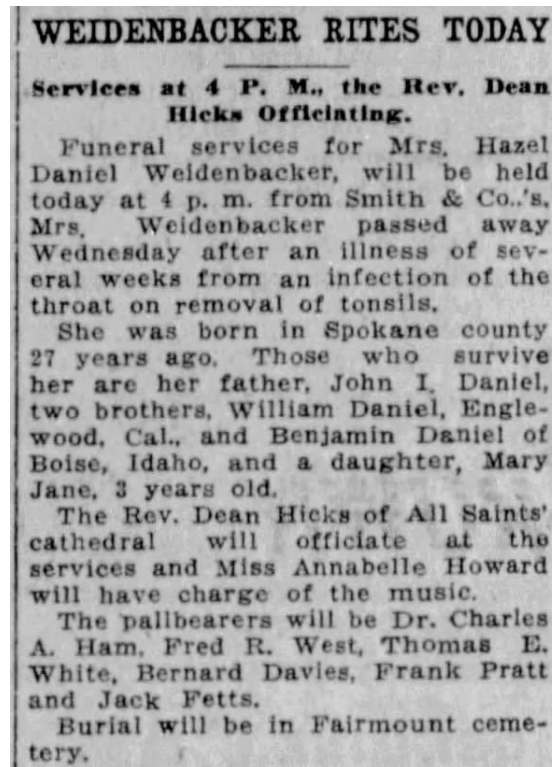 WEIDENBACKER RITES TODAY
Services at 4 P. M., the Rev. Dean
Hicks Officiating.
Funeral services for Mrs. Hazel
Daniel Weidenbacker, will be held
today at 4 p. m. from Smith & Co..'s.
Mrs. Weidenbacker passed away
Wednesday after an illness of sev-
eral weeks from an infection of the
throat on removal of tonsils.
She was born in Spokane county
27 years ago. Those who survive
her are her father, John I. Daniel,
two brothers, William Daniel, Engle-
wood, Cal., and Benjamin Daniel of
Boise, Idaho, and a daughter, Mary
Jane, 3 years old.
The Rev. Dean Hicks of All Saints'
cathedral will officiate at the
services and Miss Annabelle Howard
will have charge of the music.
The pallbearers will be Dr. Charles
A. Ham, Fred R. West, Thomas E.
White, Bernard Davies, Frank Pratt
and Jack Fetts.
Burial will be in Fairmount ceme-
tery.